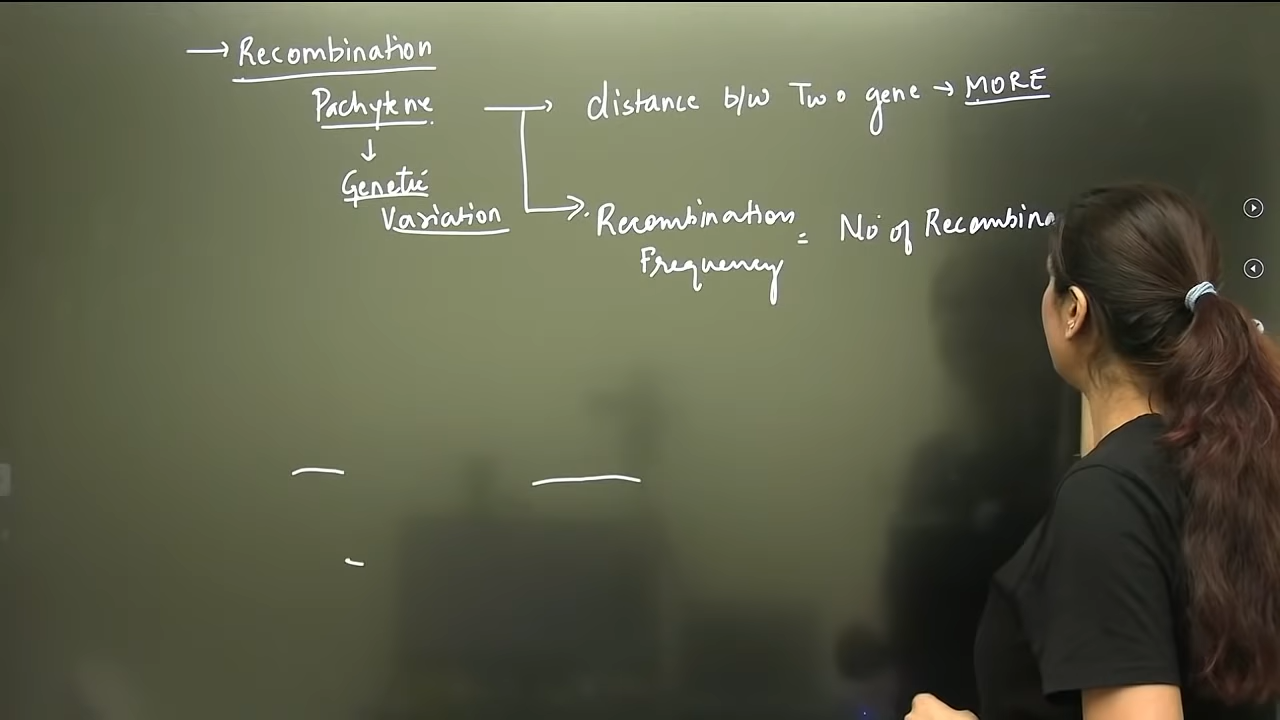 → Recombination
Pachytene → distance b/w Two gene → MORE
↓
Genetic
Variation
Recombination
Frequency = No of Recombina